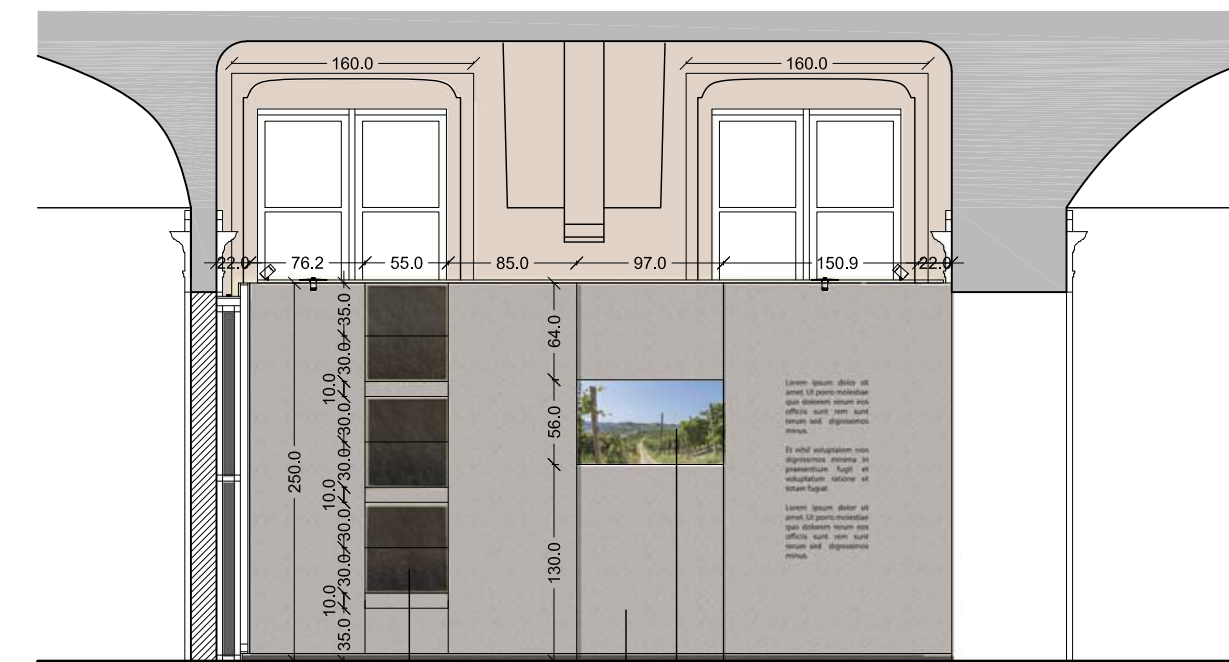 160.0
160.0
22.0
76.2
55.0
85.0
97.0
150.9
22.0
35.0
30.0
10.0
30.0
30.0
10.0
30.0
30.0
10.0
35.0
250.0
64.0
56.0
130.0
Lorem ipsum dolor sit
amet. Ut porro molestiae
quo dolorem rerum eos
officiis sunt rem sunt
rerum sed dignissimos
minus.
Et nihil voluptatem non
dignissimos minima in
praesentium fugit et
voluptatum ratione et
totam fugiat.
Lorem ipsum dolor sit
amet. Ut porro molestiae
quo dolorem rerum eos
officiis sunt rem sunt
rerum sed dignissimos
minus.